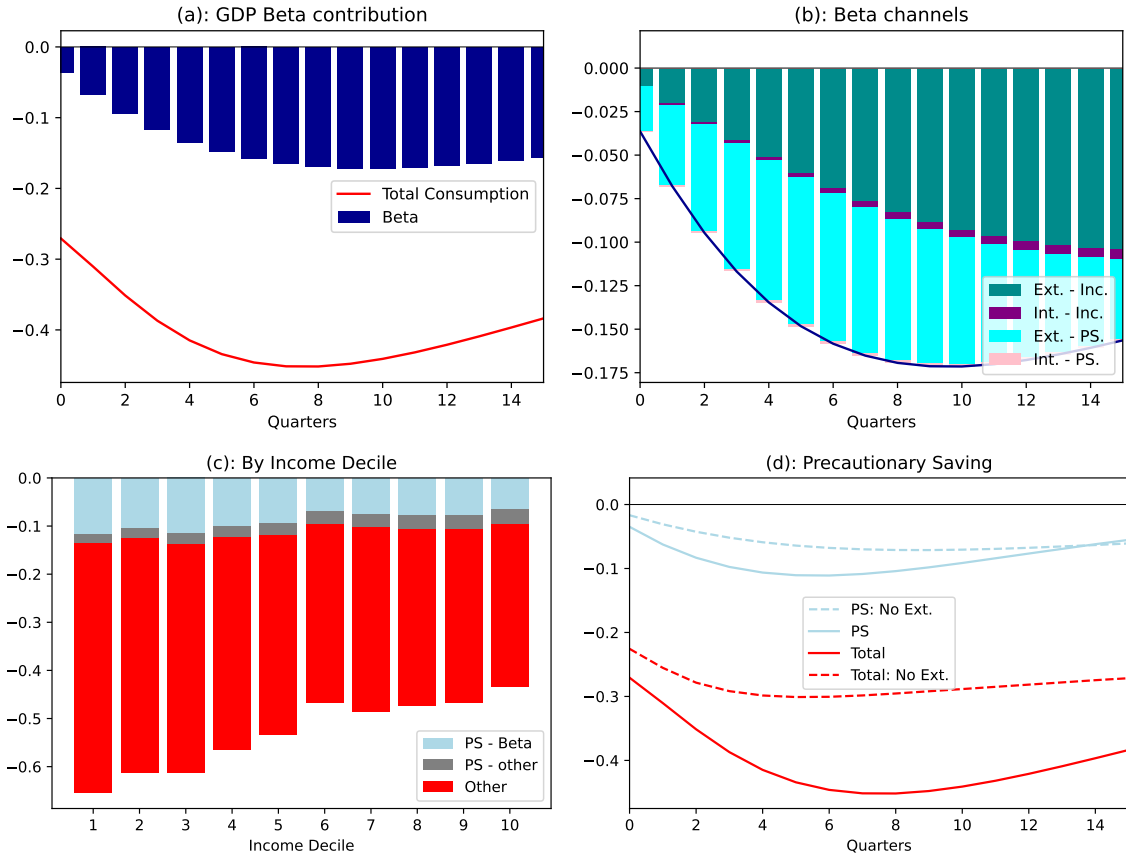 (a): GDP Beta contribution
0.0
−0.1
−0.2
−0.3
−0.4
Total Consumption
Beta
0 2 4 6 8 10 12 14
Quarters
(b): Beta channels
0.000
−0.025
−0.050
−0.075
−0.100
−0.125
−0.150
−0.175
Ext. - Inc.
Int. - Inc.
Ext. - PS.
Int. - PS.
0 2 4 6 8 10 12 14
Quarters
(c): By Income Decile
0.0
−0.1
−0.2
−0.3
−0.4
−0.5
−0.6
PS - Beta
PS - other
Other
1 2 3 4 5 6 7 8 9 10
Income Decile
(d): Precautionary Saving
0.0
−0.1
−0.2
−0.3
−0.4
PS: No Ext.
PS
Total
Total: No Ext.
0 2 4 6 8 10 12 14
Quarters